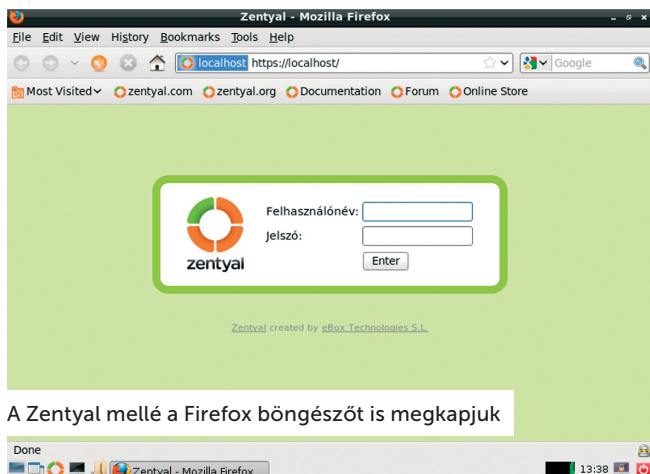 Zentyal - Mozilla Firefox
File Edit View History Bookmarks Tools Help
localhost https://localhost/ Google
Most Visited zentyal.com zentyal.org Documentation Forum Online Store
Felhasználónév:
Jelszó:
Enter
zentyal
Zentyal created by eBox Technologies S.L.
A Zentyal mellé a Firefox böngészőt is megkapjuk
Done
Zentyal - Mozilla Firefox 13:38